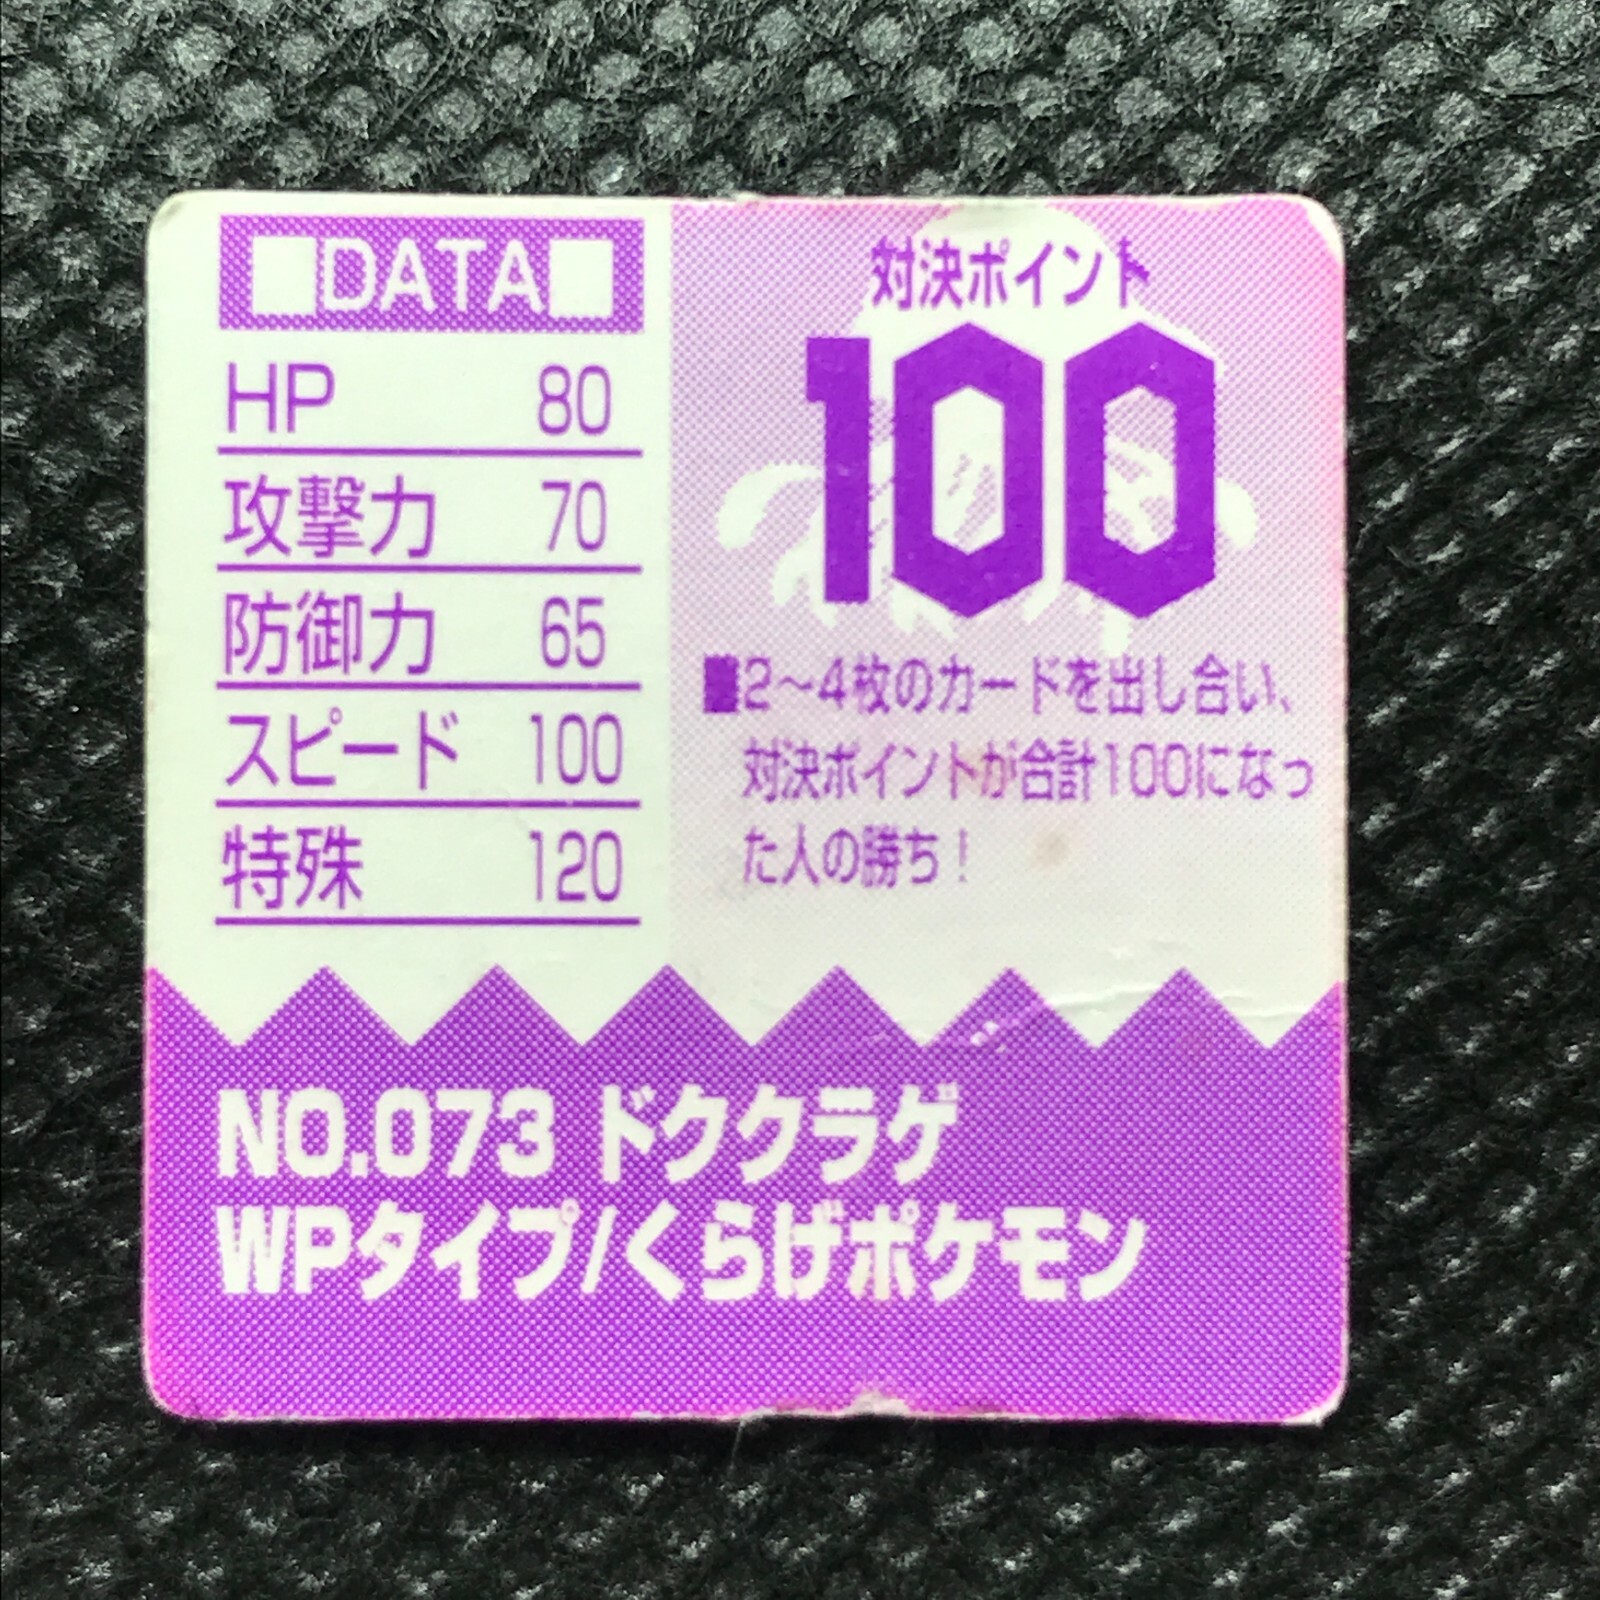 ■DATA■
HP 80
攻撃力 70
防御力 65
スピード 100
特殊 120
対決ポイント
100
■2〜4枚のカードを出し合い、
対決ポイントが合計100になっ
た人の勝ち!
NO.073 ドククラゲ
WPタイプ/くらげポケモン